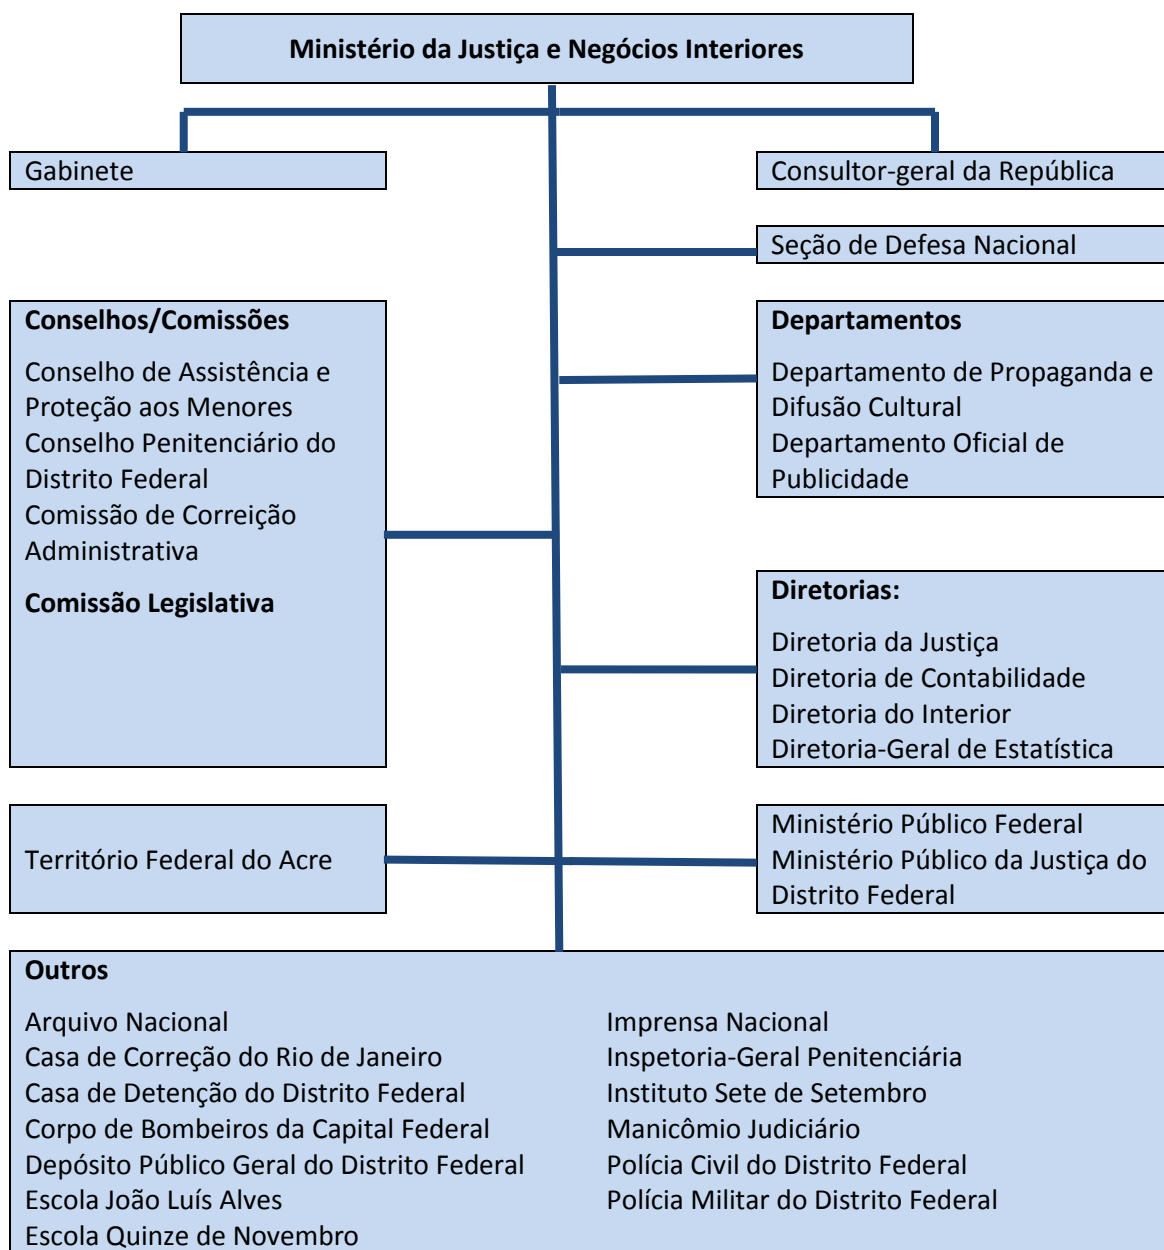 Ministério da Justiça e Negócios Interiores
Gabinete
Consultor-geral da República
Seção de Defesa Nacional
Conselhos/Comissões
Conselho de Assistência e
Proteção aos Menores
Conselho Penitenciário do
Distrito Federal
Comissão de Correição
Administrativa
Comissão Legislativa
Departamentos
Departamento de Propaganda e
Difusão Cultural
Departamento Oficial de
Publicidade
Diretorias:
Diretoria da Justiça
Diretoria de Contabilidade
Diretoria do Interior
Diretoria-Geral de Estatística
Território Federal do Acre
Ministério Público Federal
Ministério Público da Justiça do
Distrito Federal
Outros
Arquivo Nacional
Casa de Correção do Rio de Janeiro
Casa de Detenção do Distrito Federal
Corpo de Bombeiros da Capital Federal
Depósito Público Geral do Distrito Federal
Escola João Luís Alves
Escola Quinze de Novembro
Imprensa Nacional
Inspetoria-Geral Penitenciária
Instituto Sete de Setembro
Manicômio Judiciário
Polícia Civil do Distrito Federal
Polícia Militar do Distrito Federal